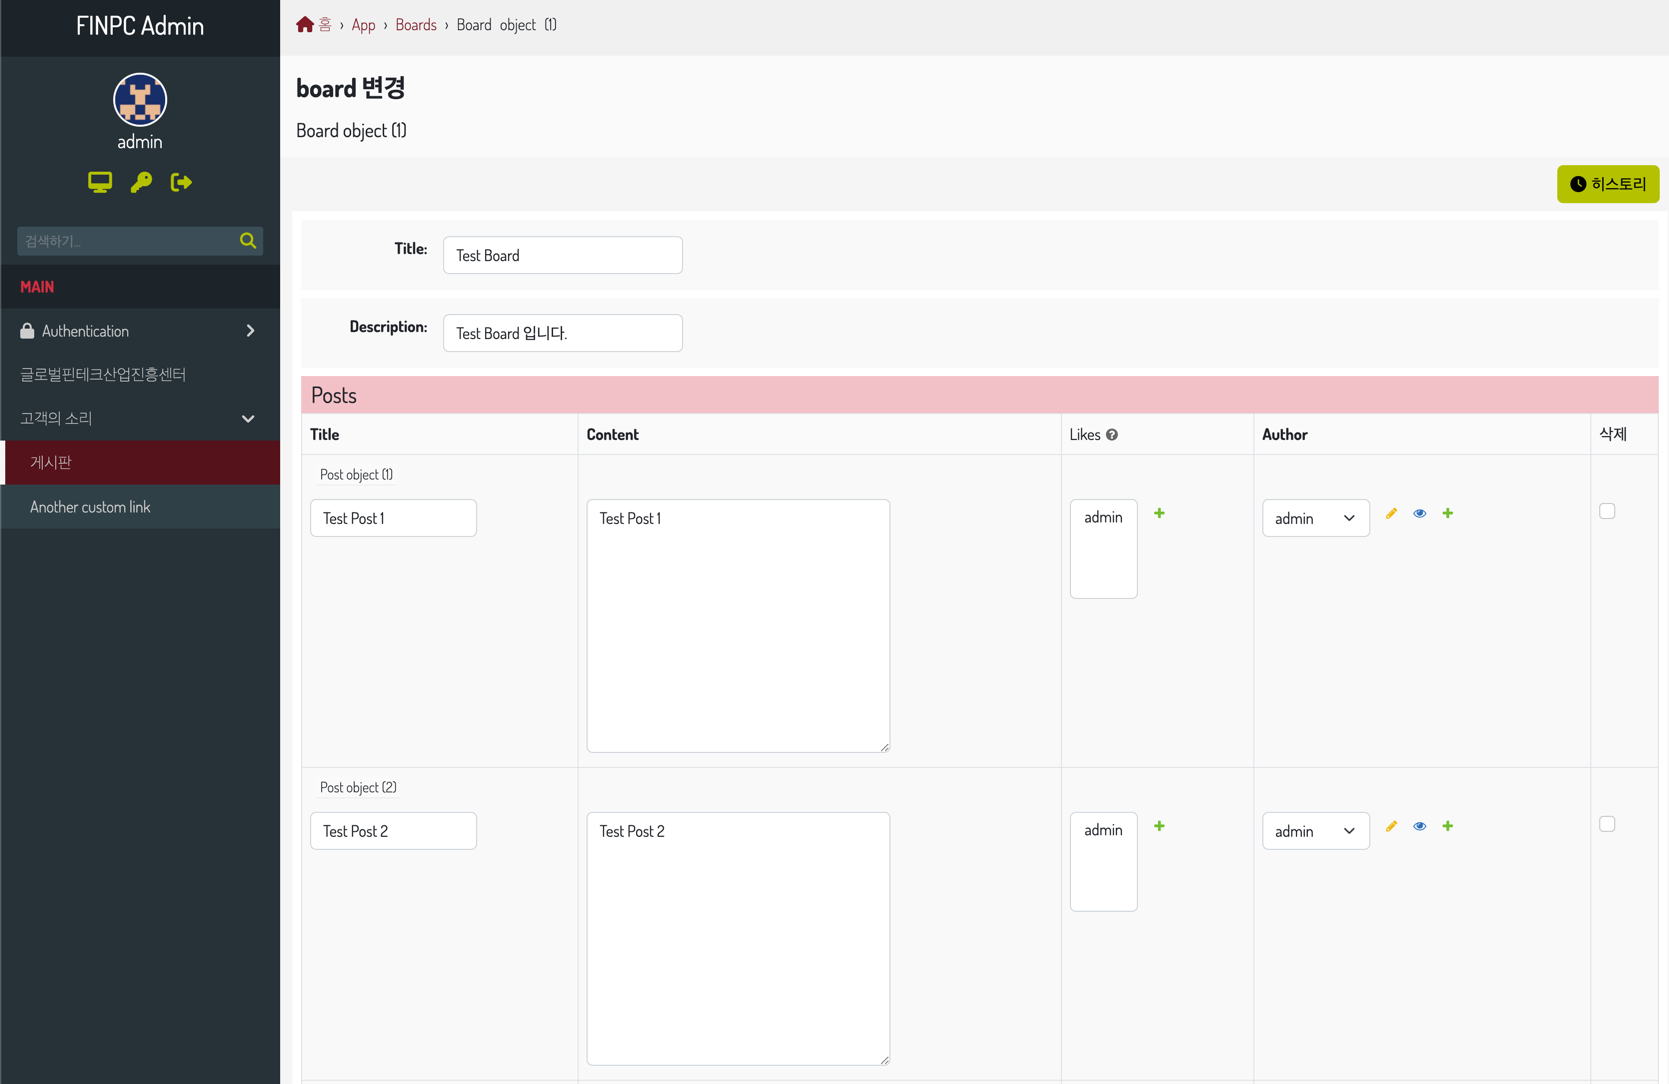 FINPC Admin
admin
검색하기...
MAIN
Authentication
글로벌핀테크산업진흥센터
고객의 소리
게시판
Another custom link
홈 › App › Boards › Board object (1)
board 변경
Board object (1)
히스토리
Title: Test Board
Description: Test Board 입니다.
Posts
Title Content Likes Author 삭제
Post object (1)
Test Post 1 Test Post 1 admin admin
Post object (2)
Test Post 2 Test Post 2 admin admin